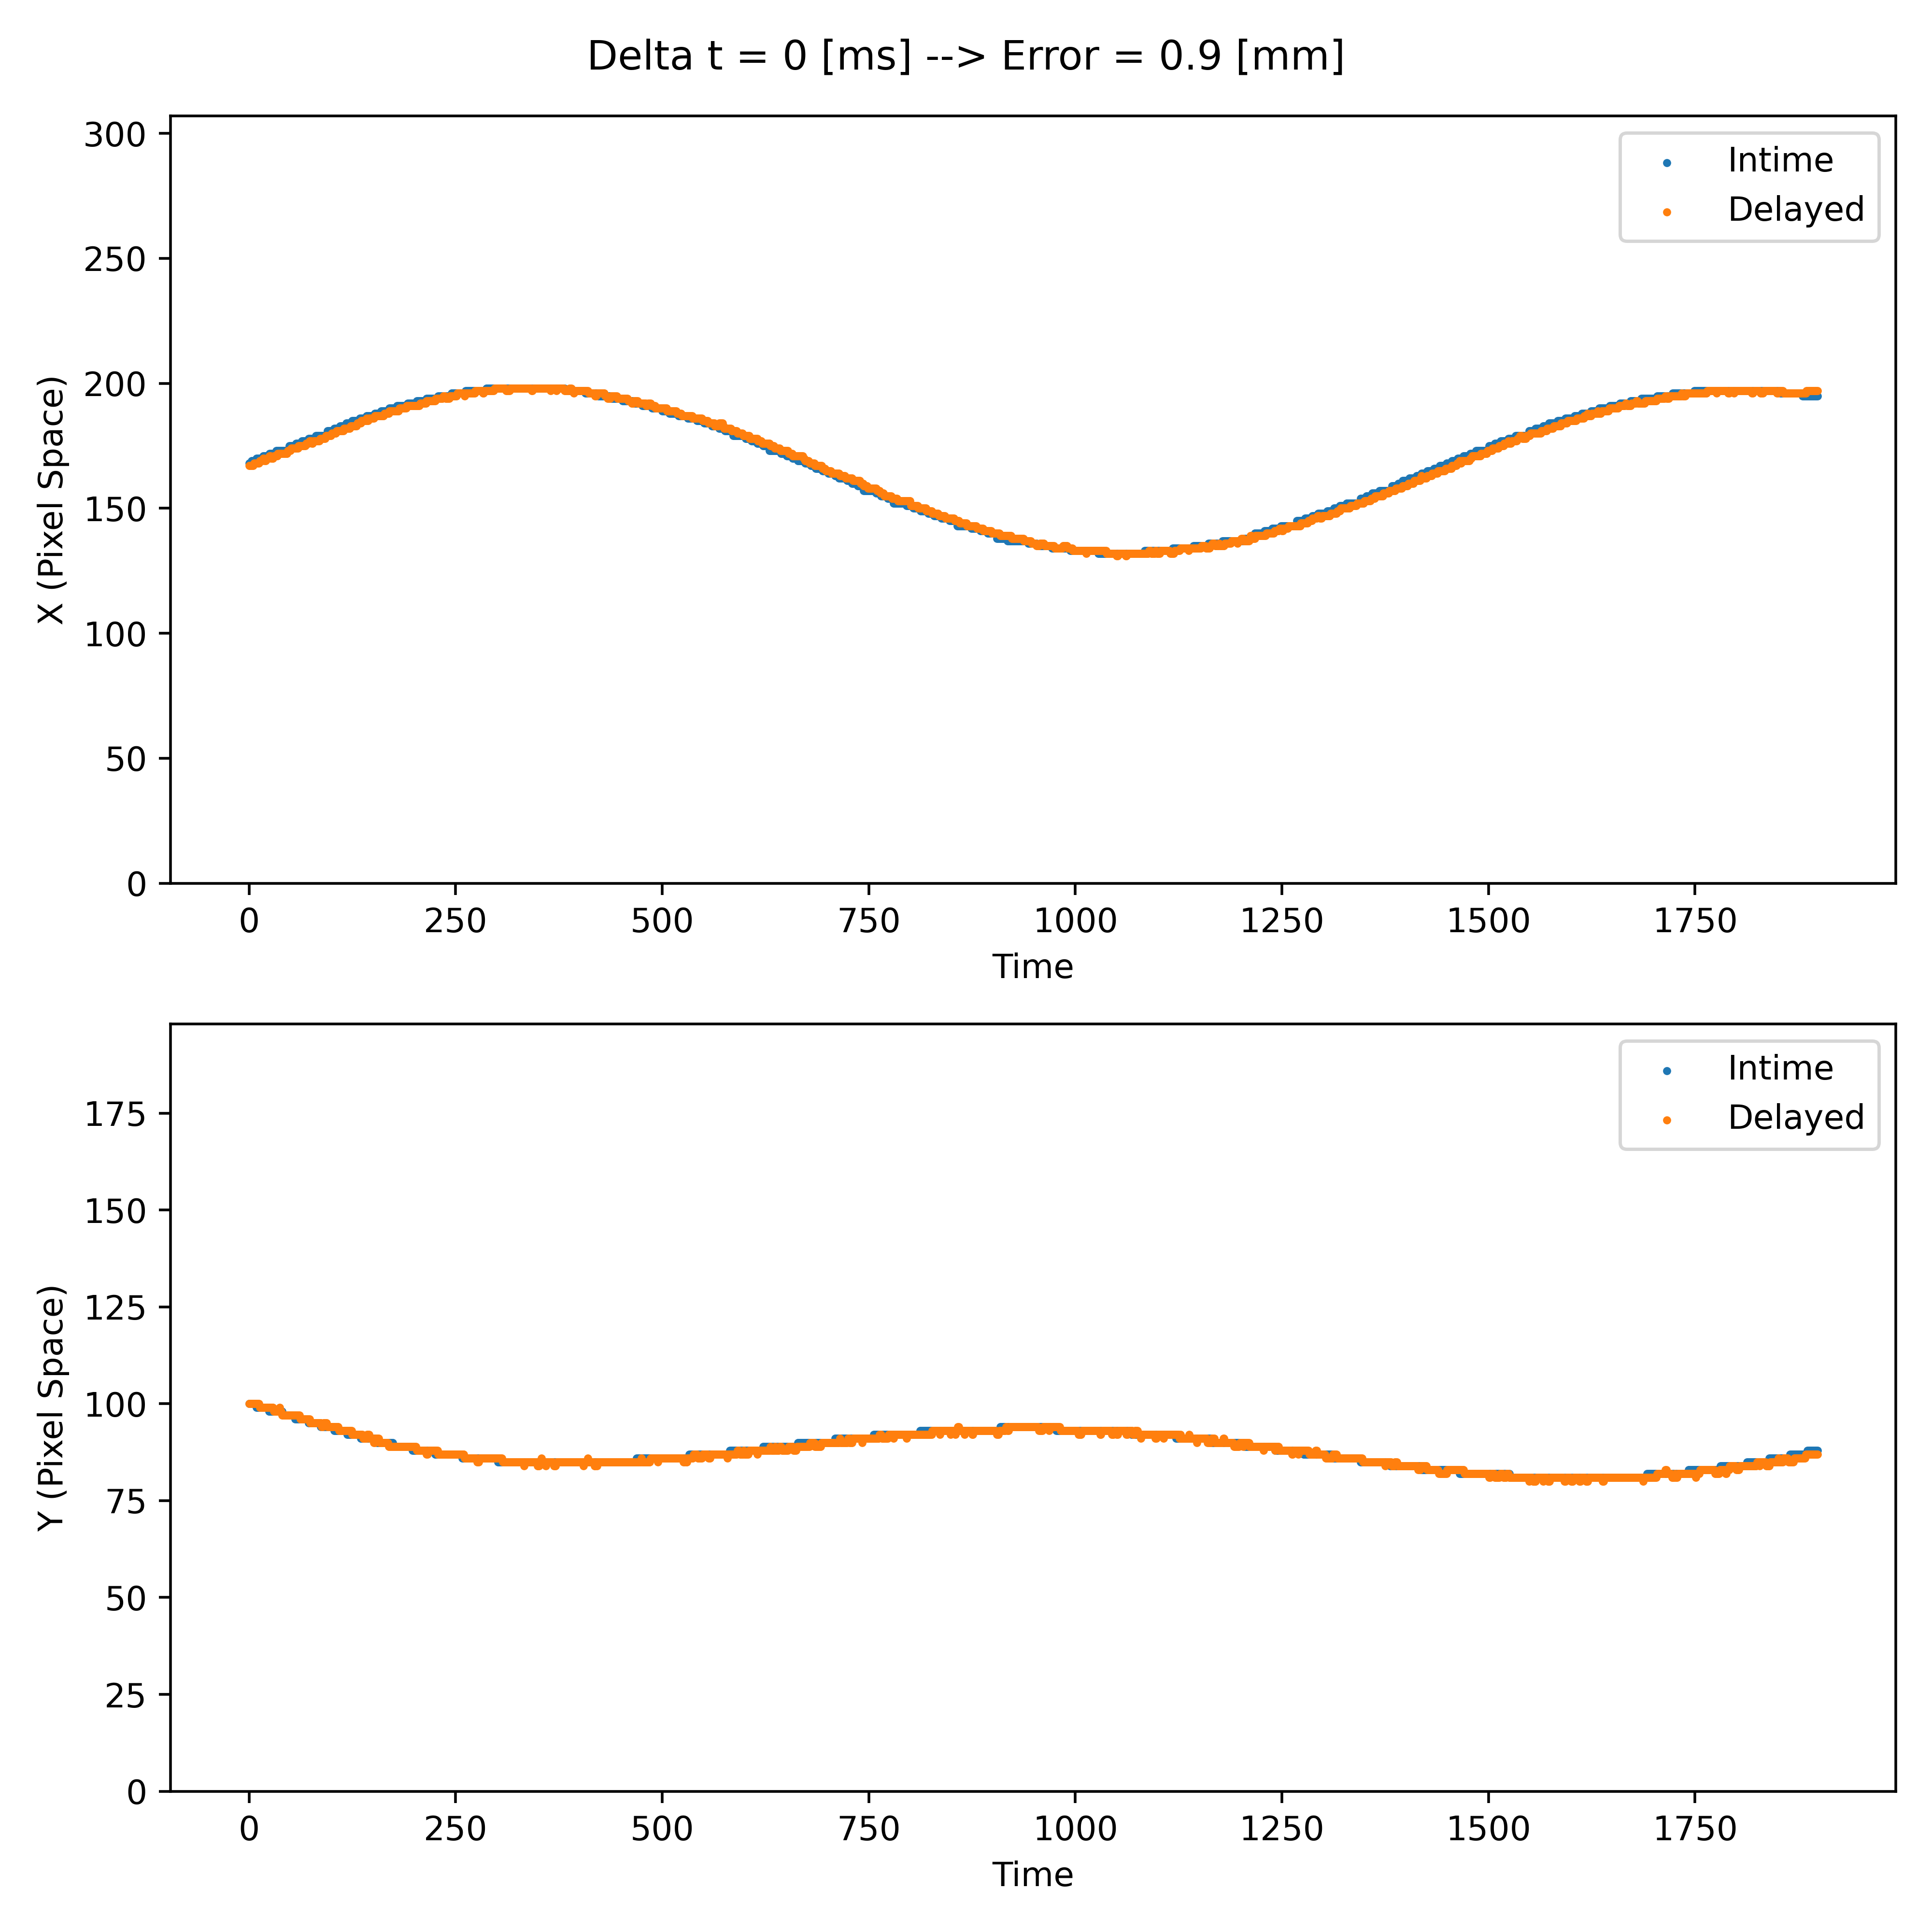 Delta t = 0 [ms] --> Error = 0.9 [mm]
300
250
200
150
100
50
0
X (Pixel Space)
Intime
Delayed
0 250 500 750 1000 1250 1500 1750
Time
175
150
125
100
75
50
25
0
Y (Pixel Space)
Intime
Delayed
0 250 500 750 1000 1250 1500 1750
Time